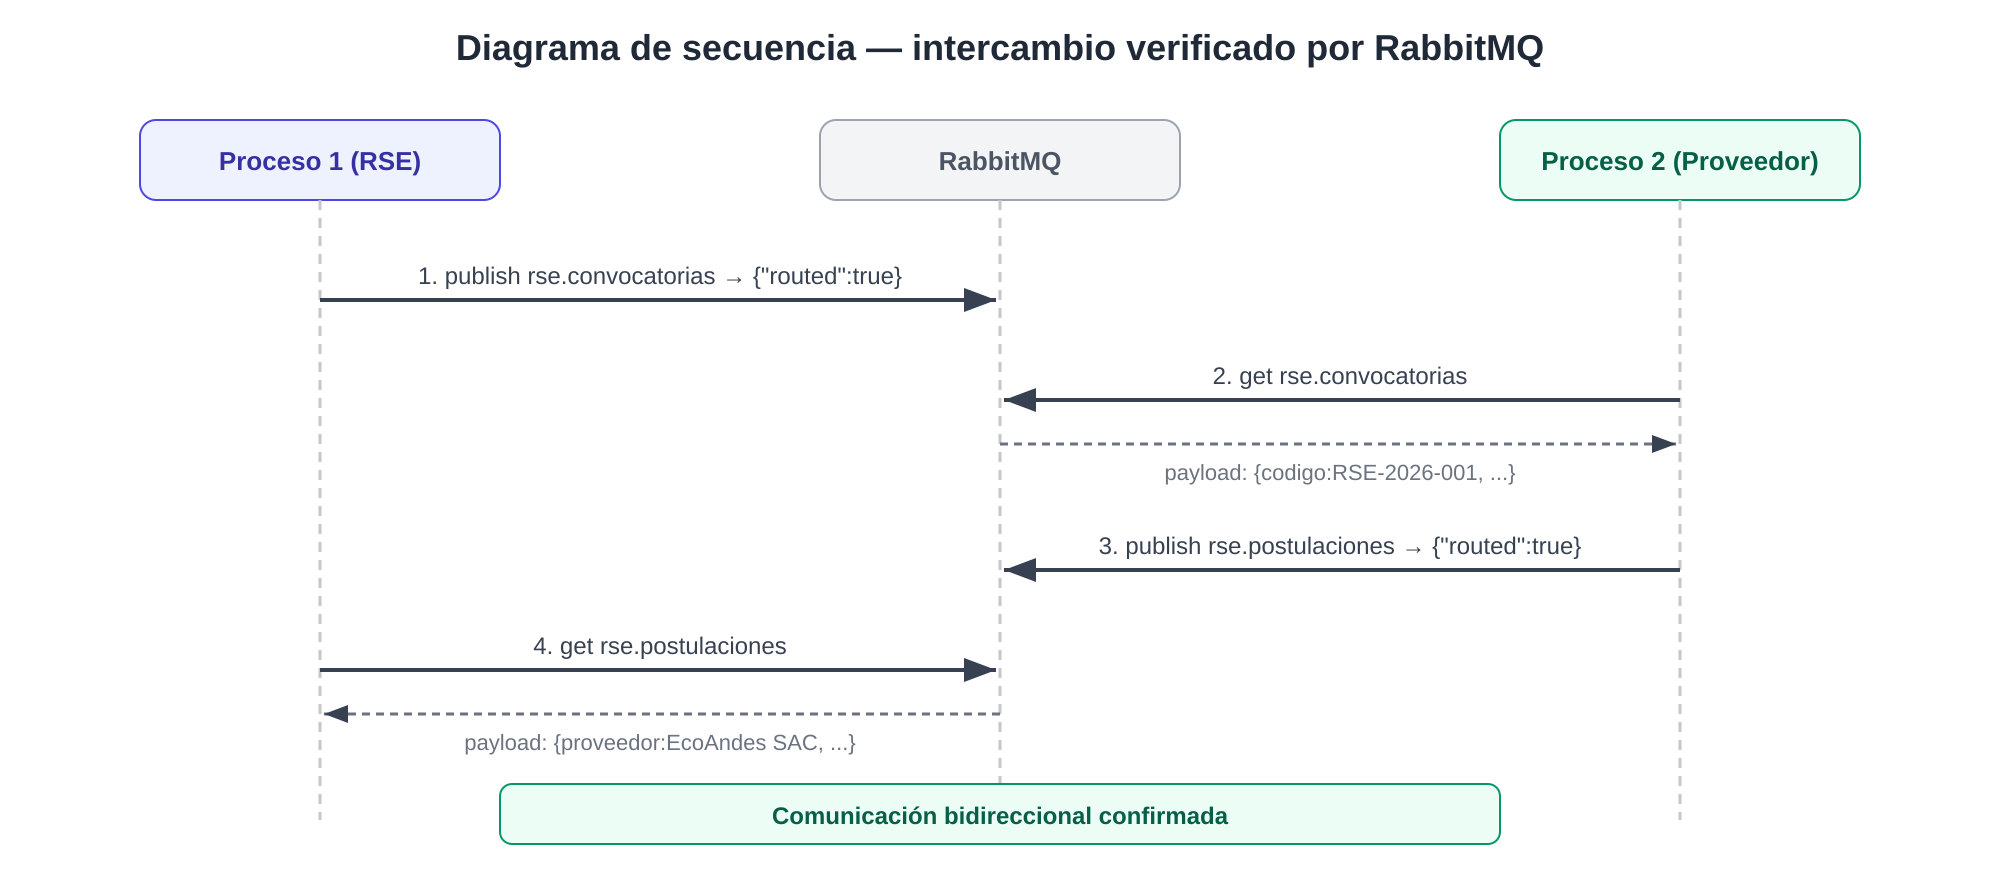 Diagrama de secuencia — intercambio verificado por RabbitMQ
Proceso 1 (RSE)
RabbitMQ
Proceso 2 (Proveedor)
1. publish rse.convocatorias → {"routed":true}
2. get rse.convocatorias
payload: {codigo:RSE-2026-001, ...}
3. publish rse.postulaciones → {"routed":true}
4. get rse.postulaciones
payload: {proveedor:EcoAndes SAC, ...}
Comunicación bidireccional confirmada